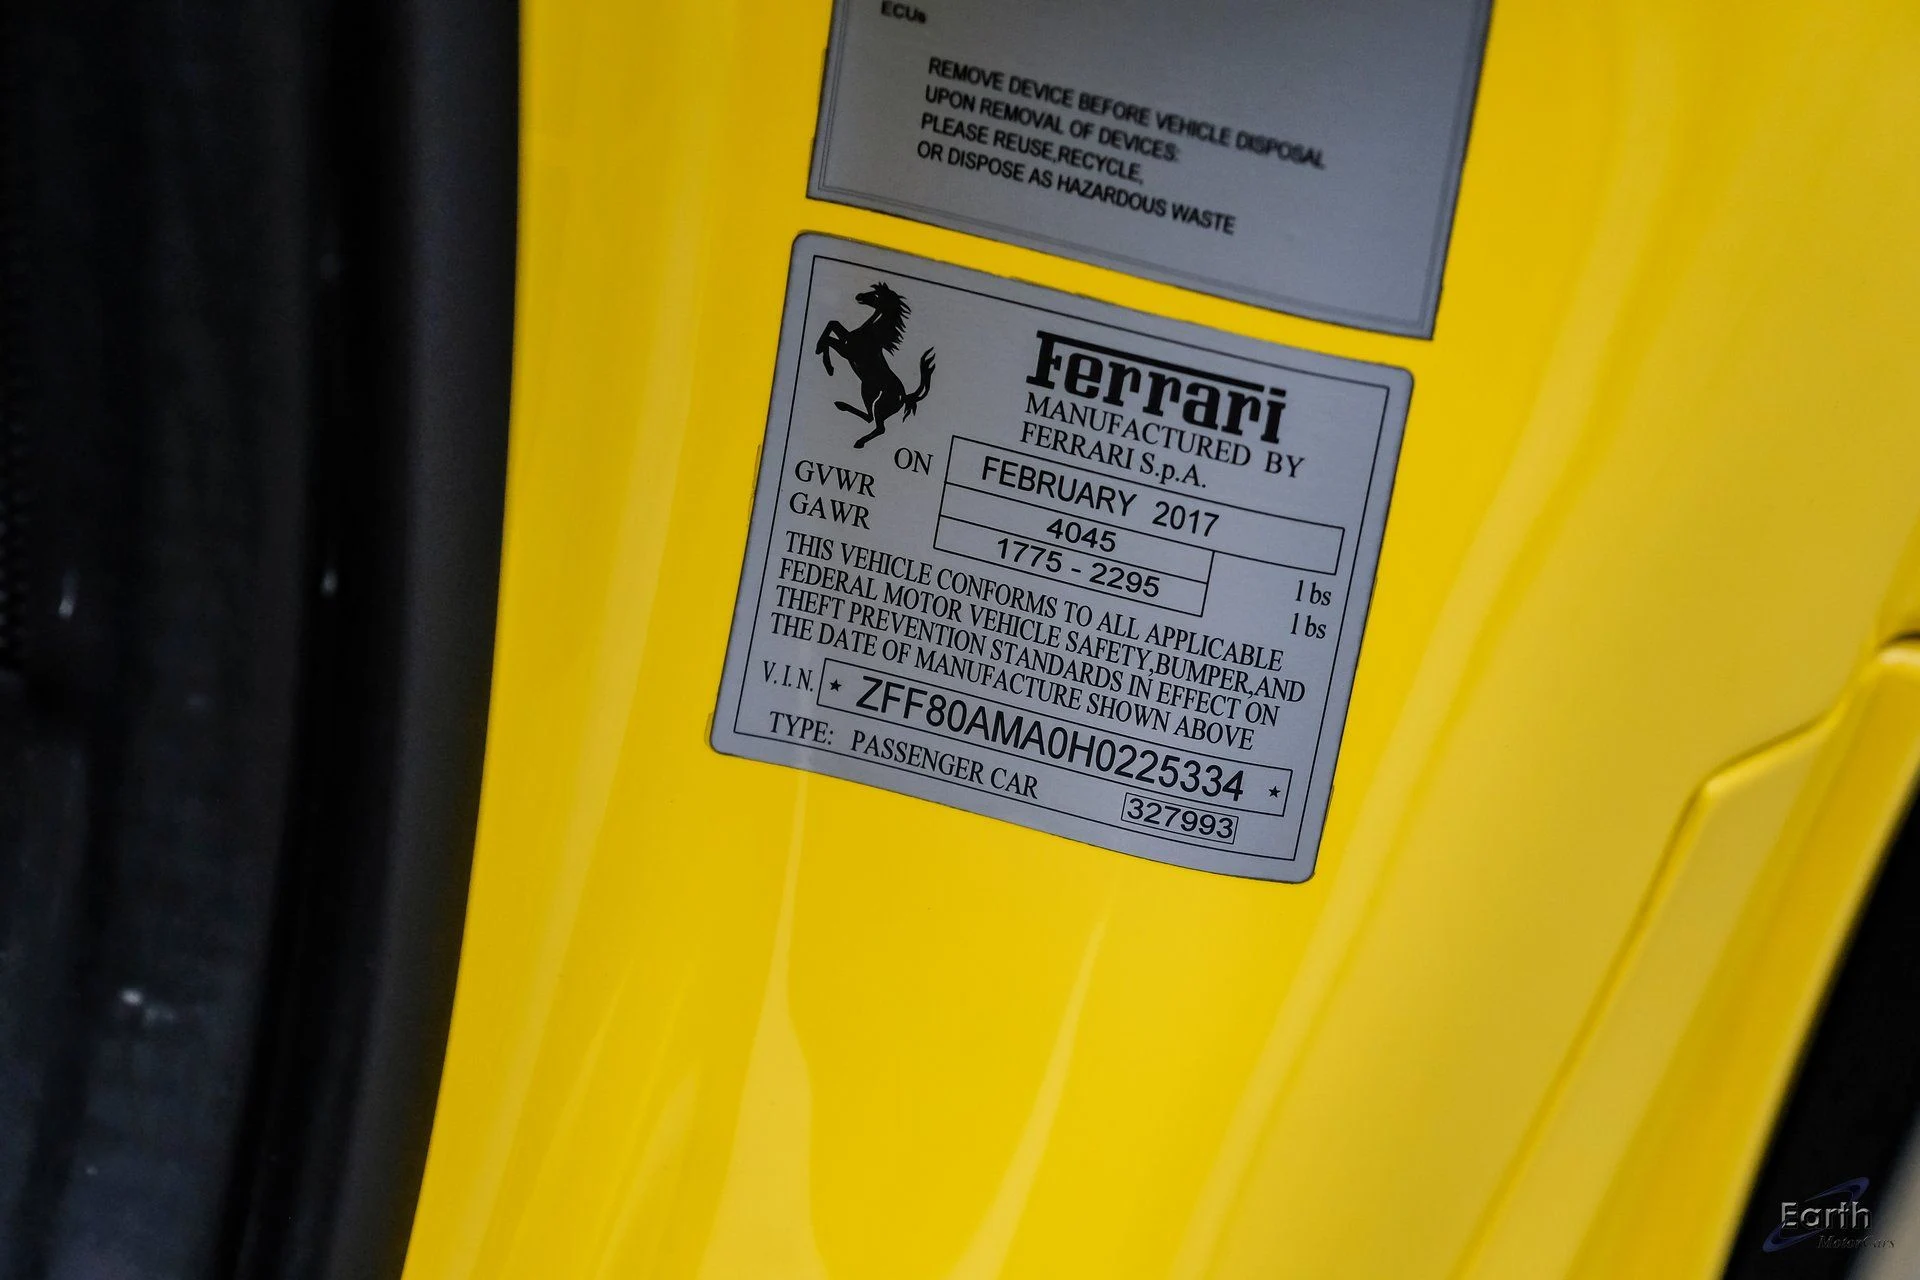 ECUs
REMOVE DEVICE BEFORE VEHICLE DISPOSAL
UPON REMOVAL OF DEVICES:
PLEASE REUSE,RECYCLE,
OR DISPOSE AS HAZARDOUS WASTE
Ferrari
MANUFACTURED BY
FERRARI S.p.A.
ON FEBRUARY 2017
GVWR 4045 lbs
GAWR 1775 - 2295 lbs
THIS VEHICLE CONFORMS TO ALL APPLICABLE
FEDERAL MOTOR VEHICLE SAFETY,BUMPER,AND
THEFT PREVENTION STANDARDS IN EFFECT ON
THE DATE OF MANUFACTURE SHOWN ABOVE
V.I.N. ★ ZFF80AMA0H0225334 ★
TYPE: PASSENGER CAR 327993
Earth
MotorCars